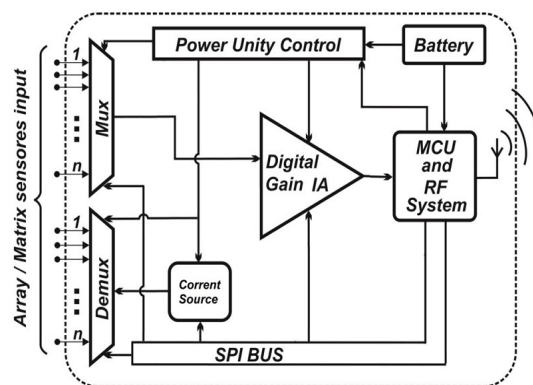 Power Unity Control
Battery
Array / Matrix sensores input
1
n
Mux
Digital
Gain IA
MCU
and
RF
System
1
n
Demux
Corrent
Source
SPI BUS